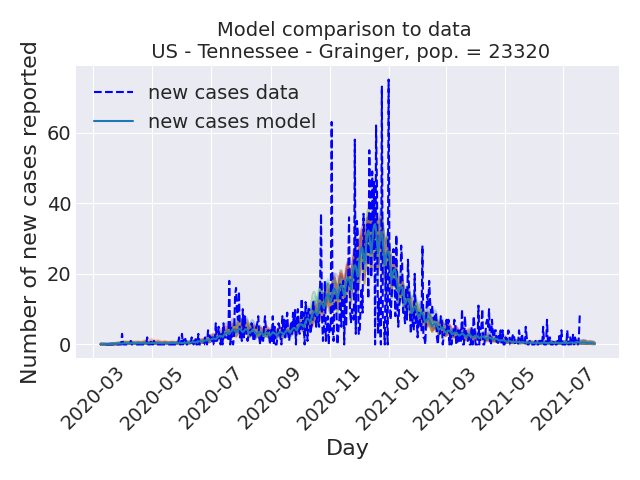 Model comparison to data
US - Tennessee - Grainger, pop. = 23320
Number of new cases reported
new cases data
new cases model
60
40
20
0
2020-03
2020-05
2020-07
2020-09
2020-11
2021-01
2021-03
2021-05
2021-07
Day